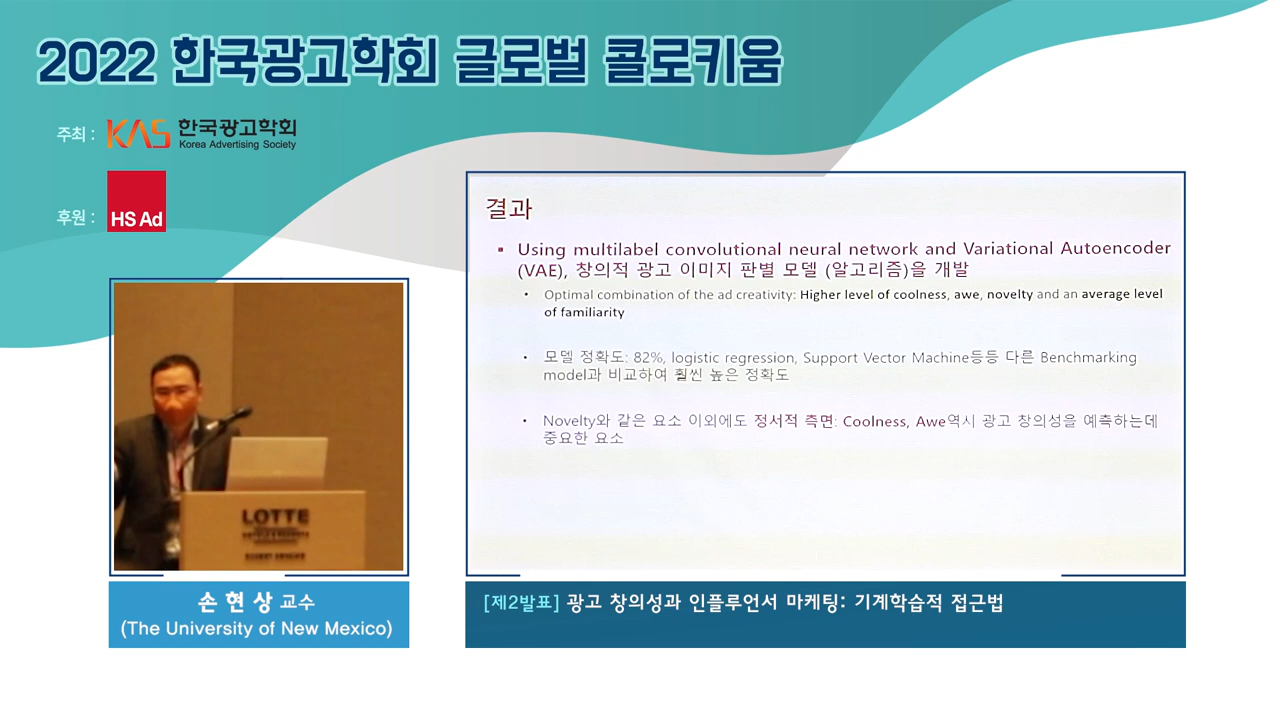 2022 한국광고학회 글로벌 콜로키움
주최 :
KAS 한국광고학회
Korea Advertising Society
후원 :
HS Ad
결과
▪ Using multilabel convolutional neural network and Variational Autoencoder
(VAE), 창의적 광고 이미지 판별 모델 (알고리즘)을 개발
• Optimal combination of the ad creativity: Higher level of coolness, awe, novelty and an average level
of familiarity
• 모델 정확도: 82%, logistic regression, Support Vector Machine등등 다른 Benchmarking
model과 비교하여 훨씬 높은 정확도
• Novelty와 같은 요소 이외에도 정서적 측면: Coolness, Awe역시 광고 창의성을 예측하는데
중요한 요소
LOTTE
손 현 상 교수
(The University of New Mexico)
[제2발표] 광고 창의성과 인플루언서 마케팅: 기계학습적 접근법